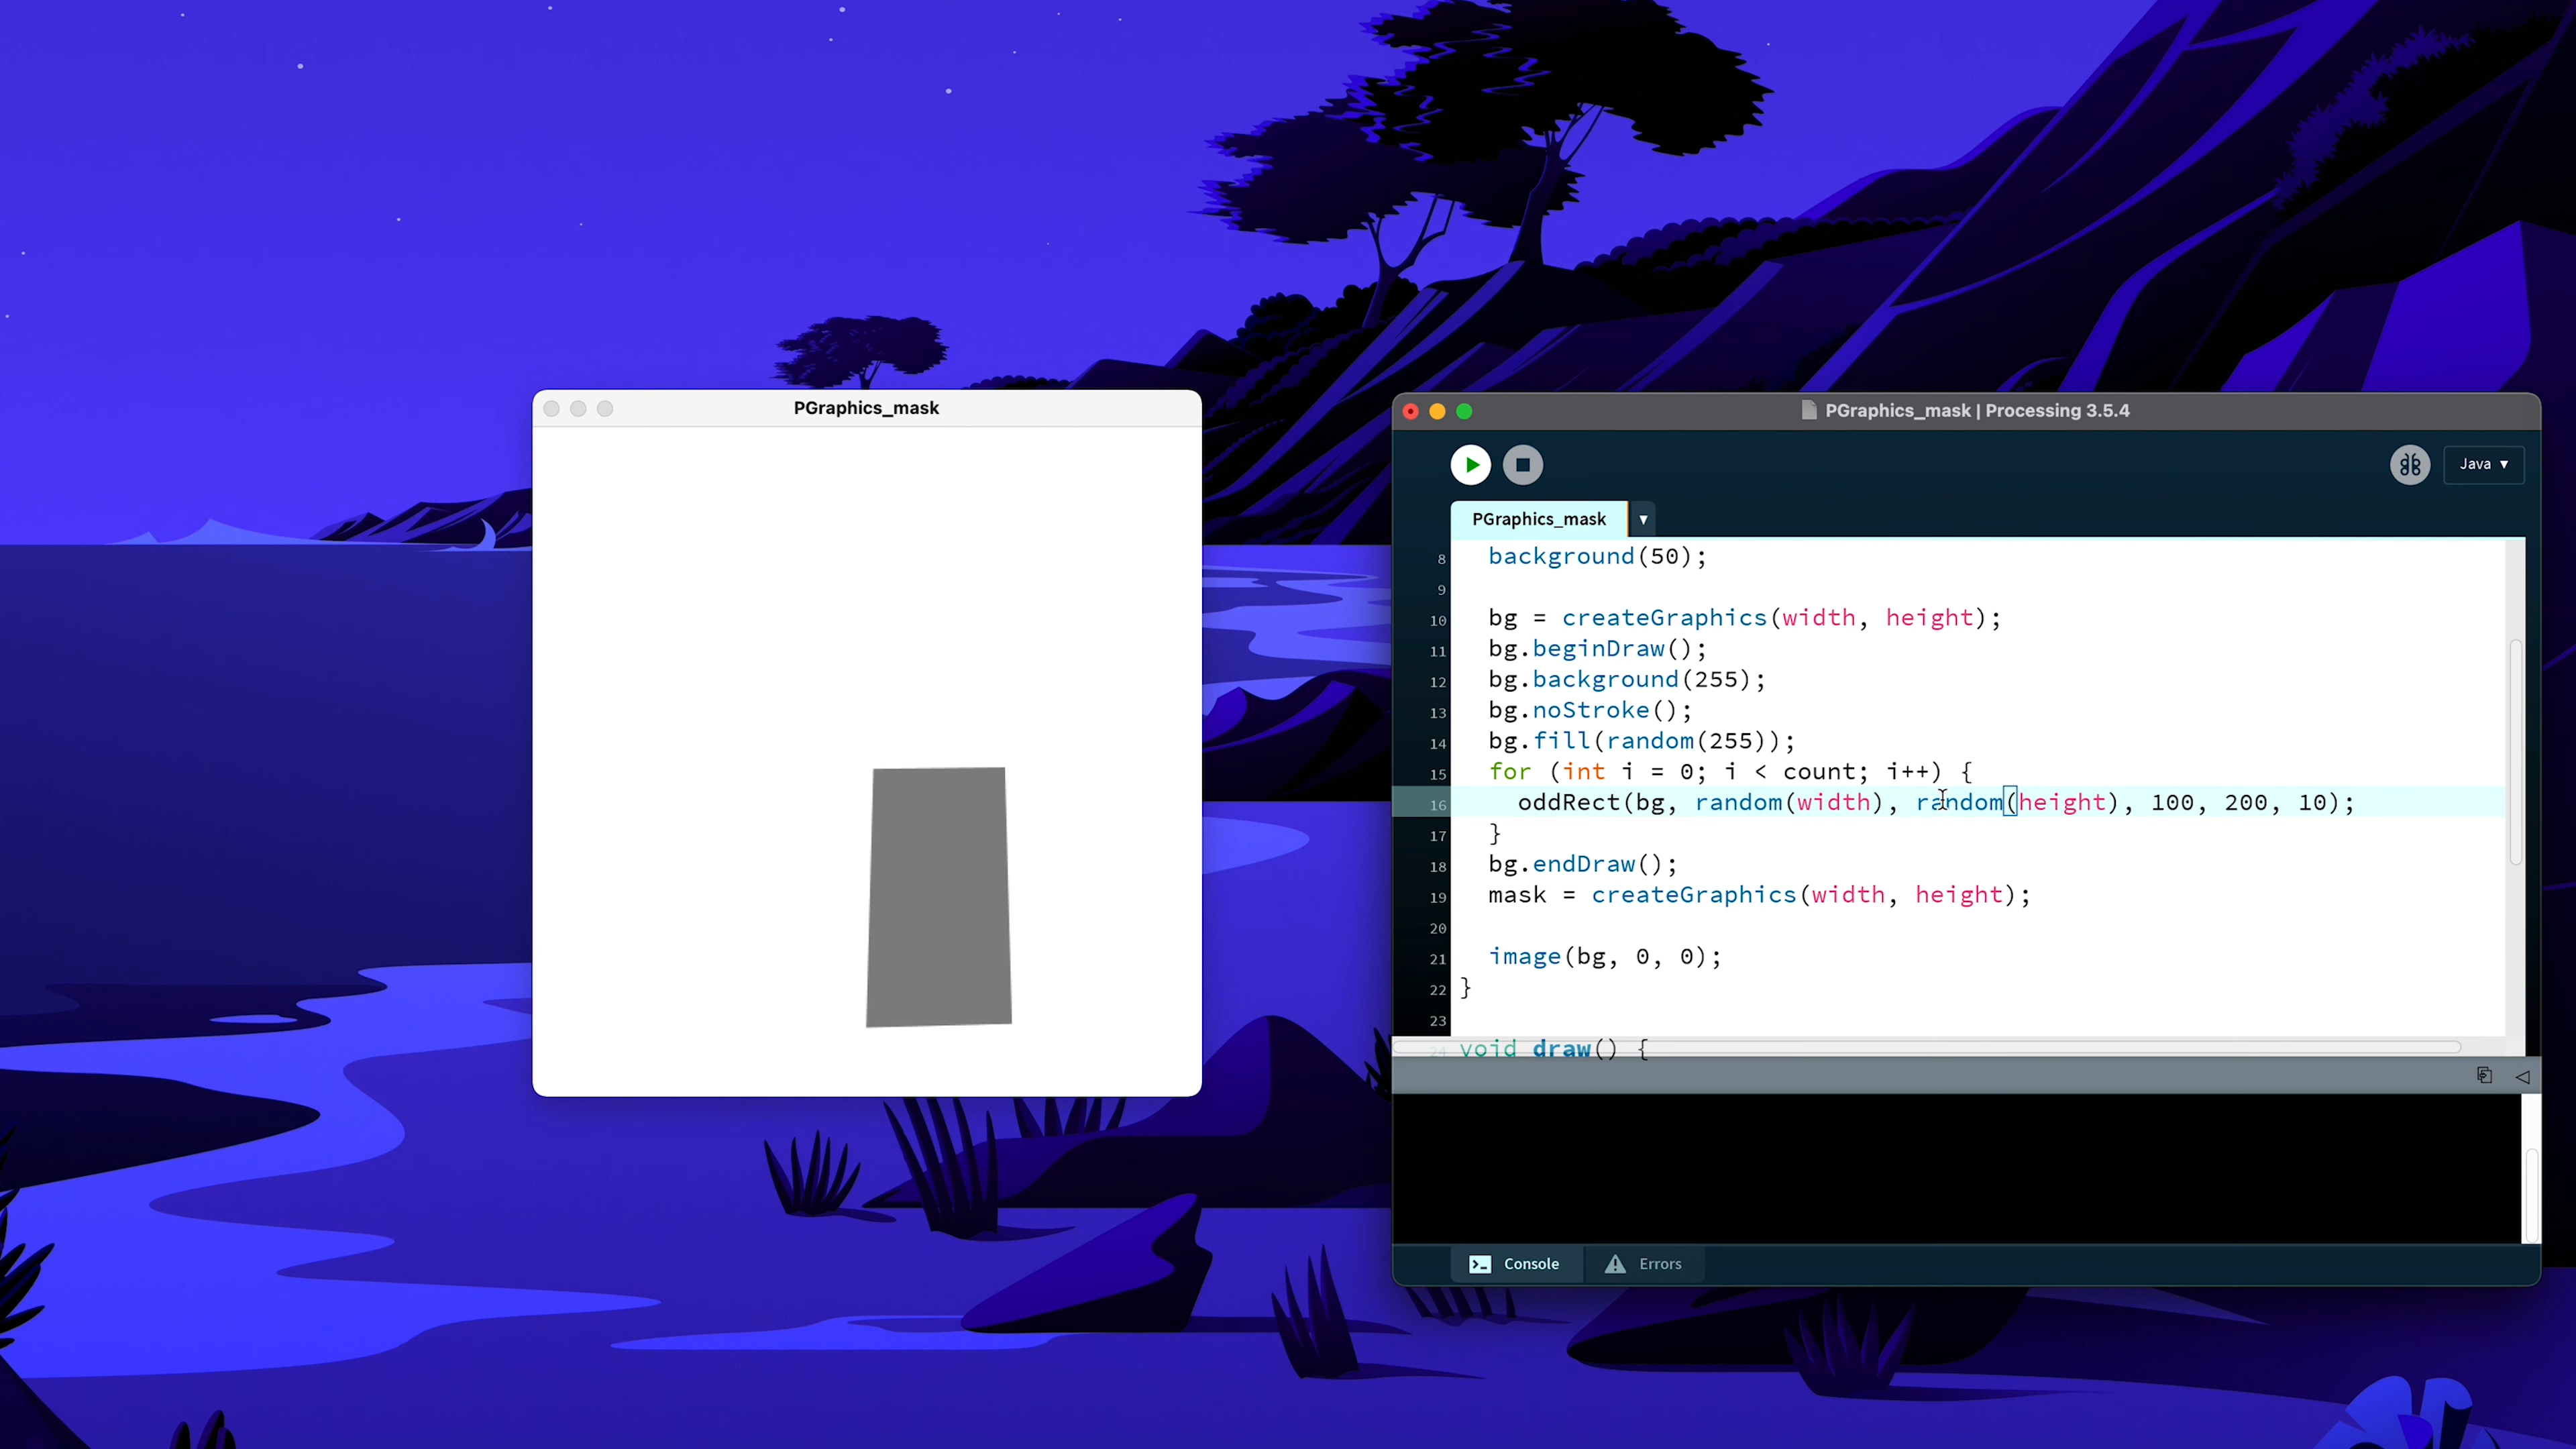 PGraphics_mask
PGraphics_mask | Processing 3.5.4
Java ▾
PGraphics_mask
8 background(50);
9
10 bg = createGraphics(width, height);
11 bg.beginDraw();
12 bg.background(255);
13 bg.noStroke();
14 bg.fill(random(255));
15 for (int i = 0; i < count; i++) {
16 oddRect(bg, random(width), random(height), 100, 200, 10);
17 }
18 bg.endDraw();
19 mask = createGraphics(width, height);
20
21 image(bg, 0, 0);
22 }
23
24 void draw() {
Console Errors